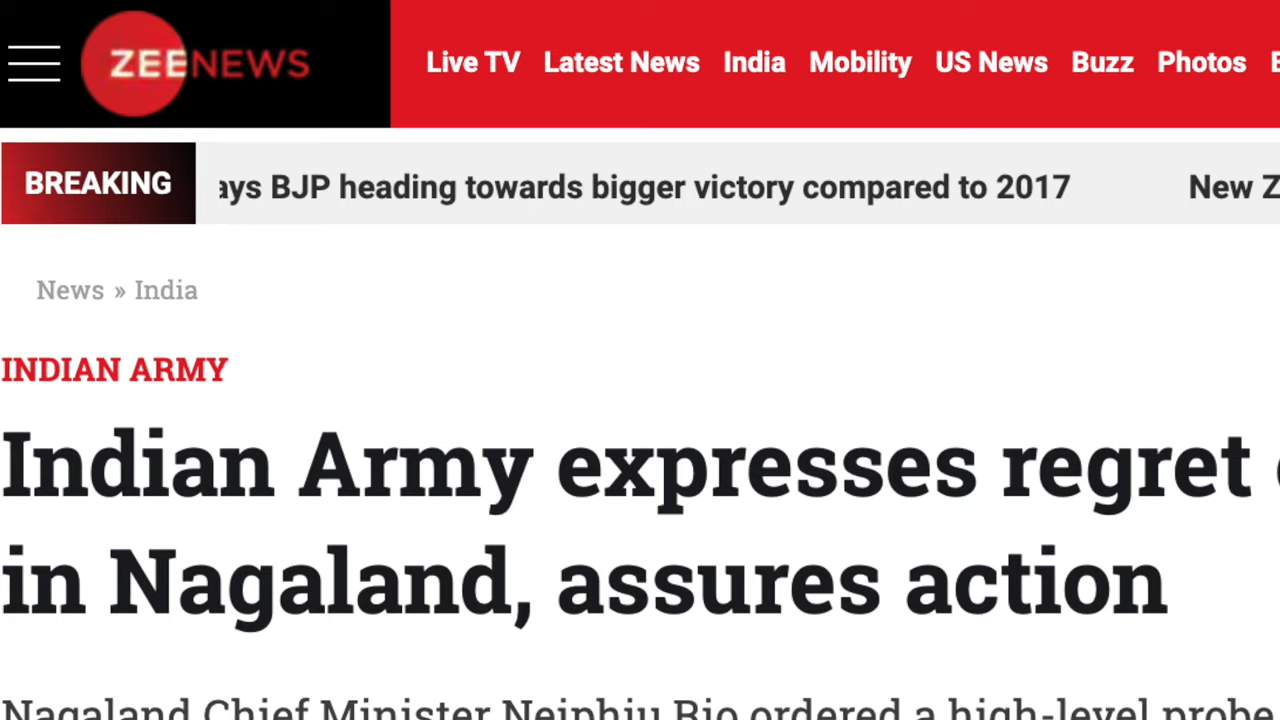 ZEENEWS
Live TV Latest News India Mobility US News Buzz Photos
BREAKING
BJP heading towards bigger victory compared to 2017 New
News » India
INDIAN ARMY
Indian Army expresses regret
in Nagaland, assures action
Nagaland Chief Minister Neiphiu Rio ordered a high-level probe